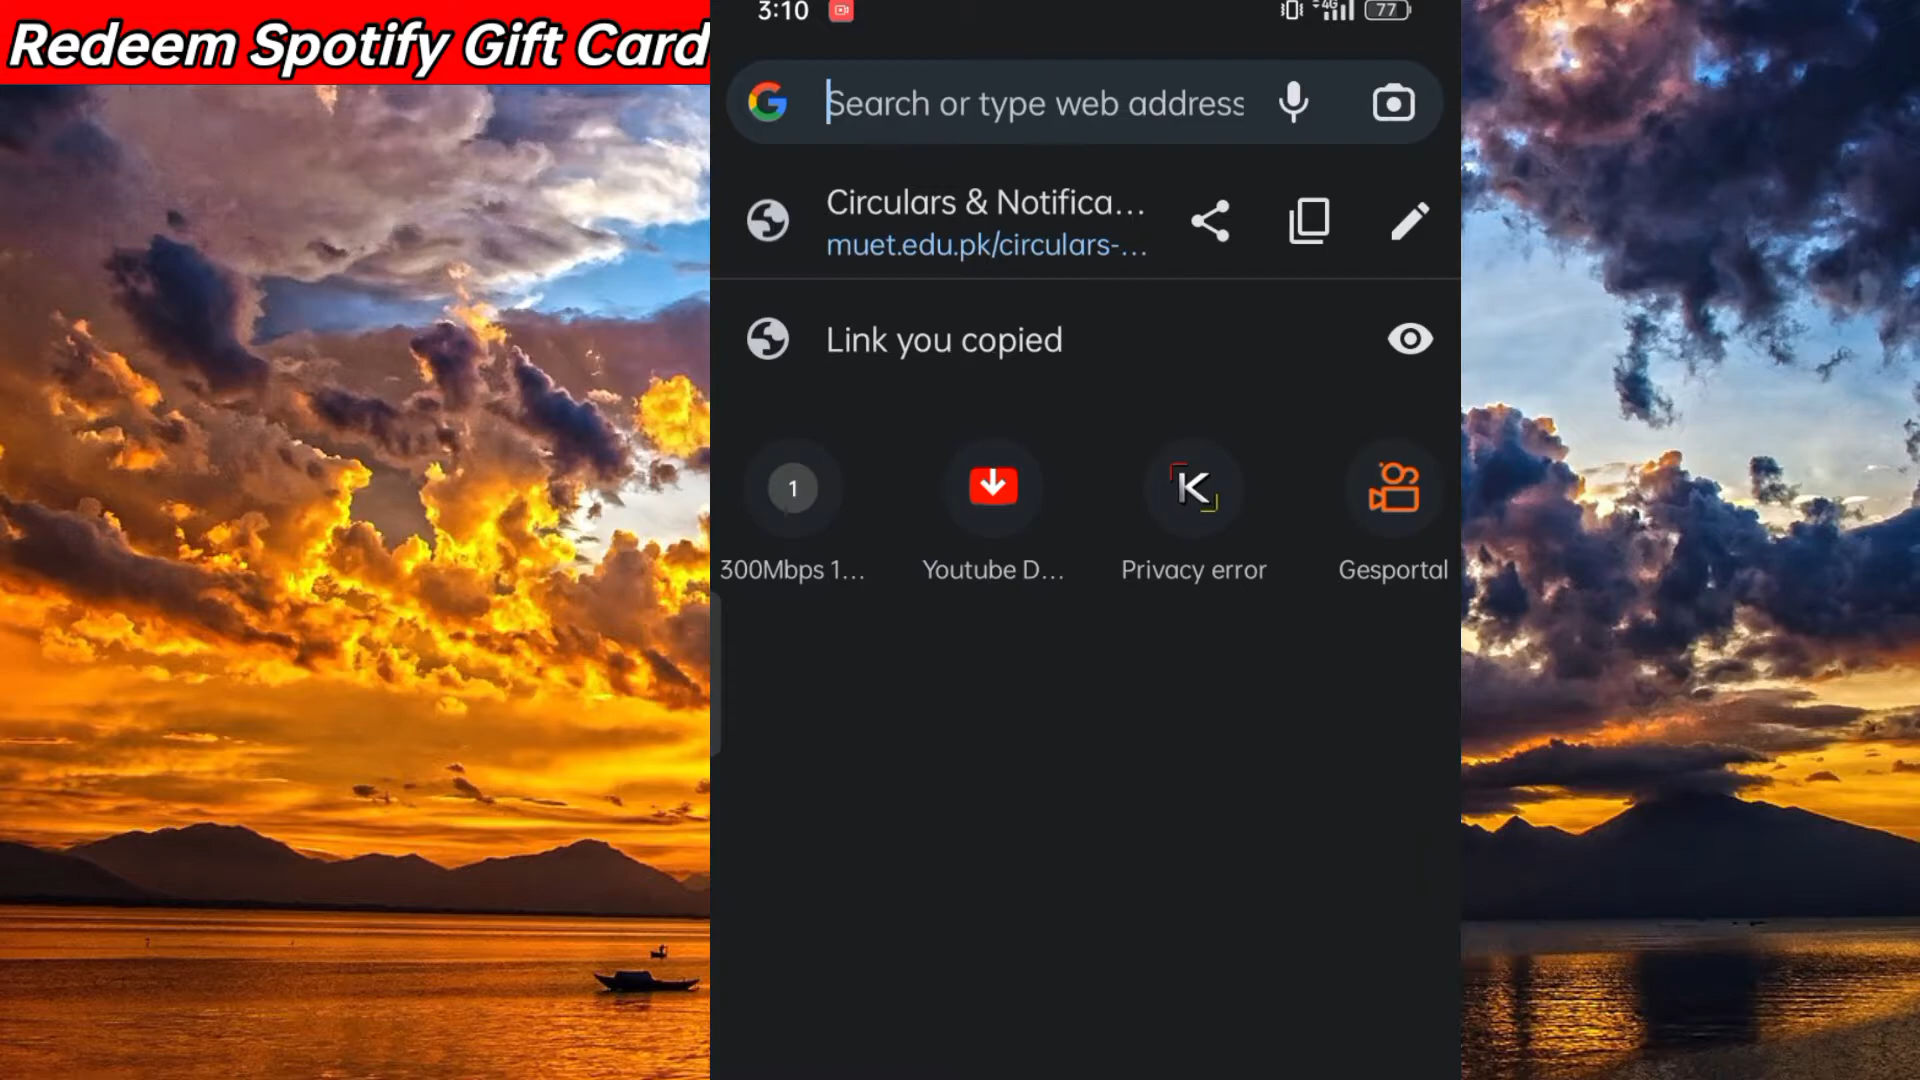 Redeem Spotify Gift Card
3:10
4G
77
Search or type web address
Circulars & Notifica...
muet.edu.pk/circulars-...
Link you copied
1
K
300Mbps 1...
Youtube D...
Privacy error
Gesportal